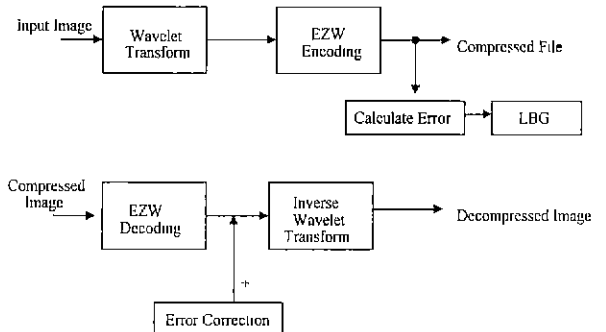 Input Image
Wavelet
Transform
EZW
Encoding
Compressed File
Calculate Error
LBG
Compressed
Image
EZW
Decoding
Inverse
Wavelet
Transform
Decompressed Image
+
Error Correction